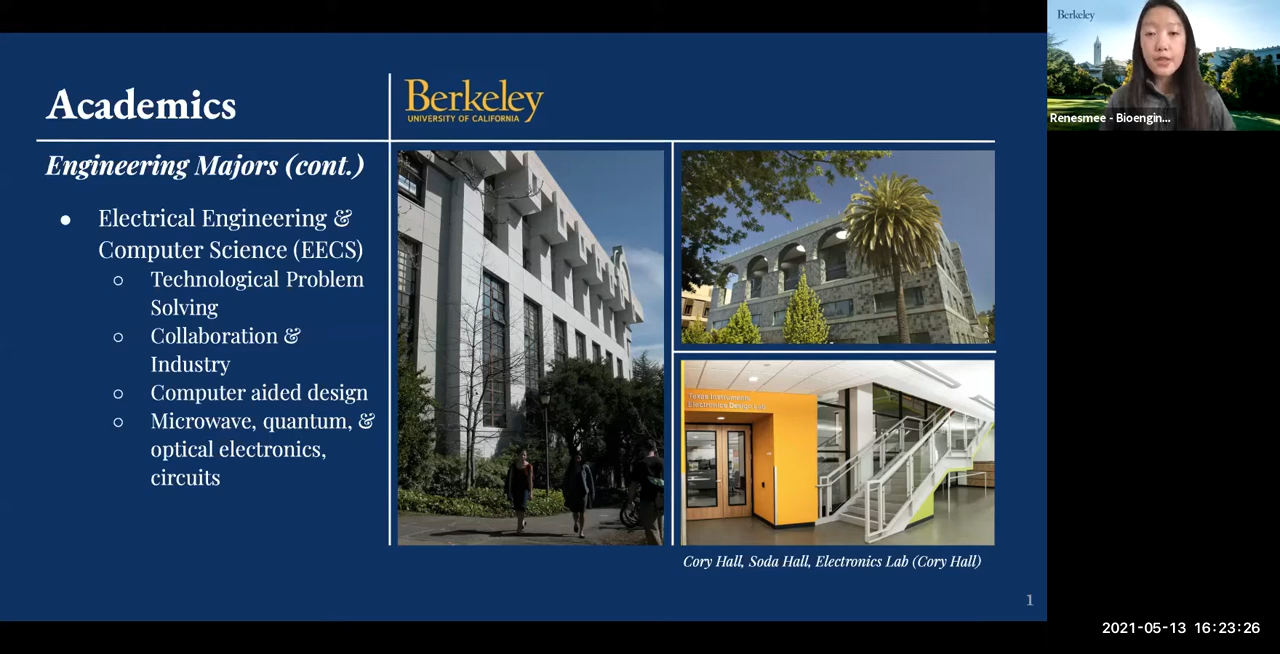 Academics
Berkeley
UNIVERSITY OF CALIFORNIA
Engineering Majors (cont.)
● Electrical Engineering &
Computer Science (EECS)
○ Technological Problem
Solving
○ Collaboration &
Industry
○ Computer aided design
○ Microwave, quantum, &
optical electronics,
circuits
Texas Instruments
Electronics Design Lab
Cory Hall, Soda Hall, Electronics Lab (Cory Hall)
1
Berkeley
Renesmee - Bioengin...
2021-05-13 16:23:26